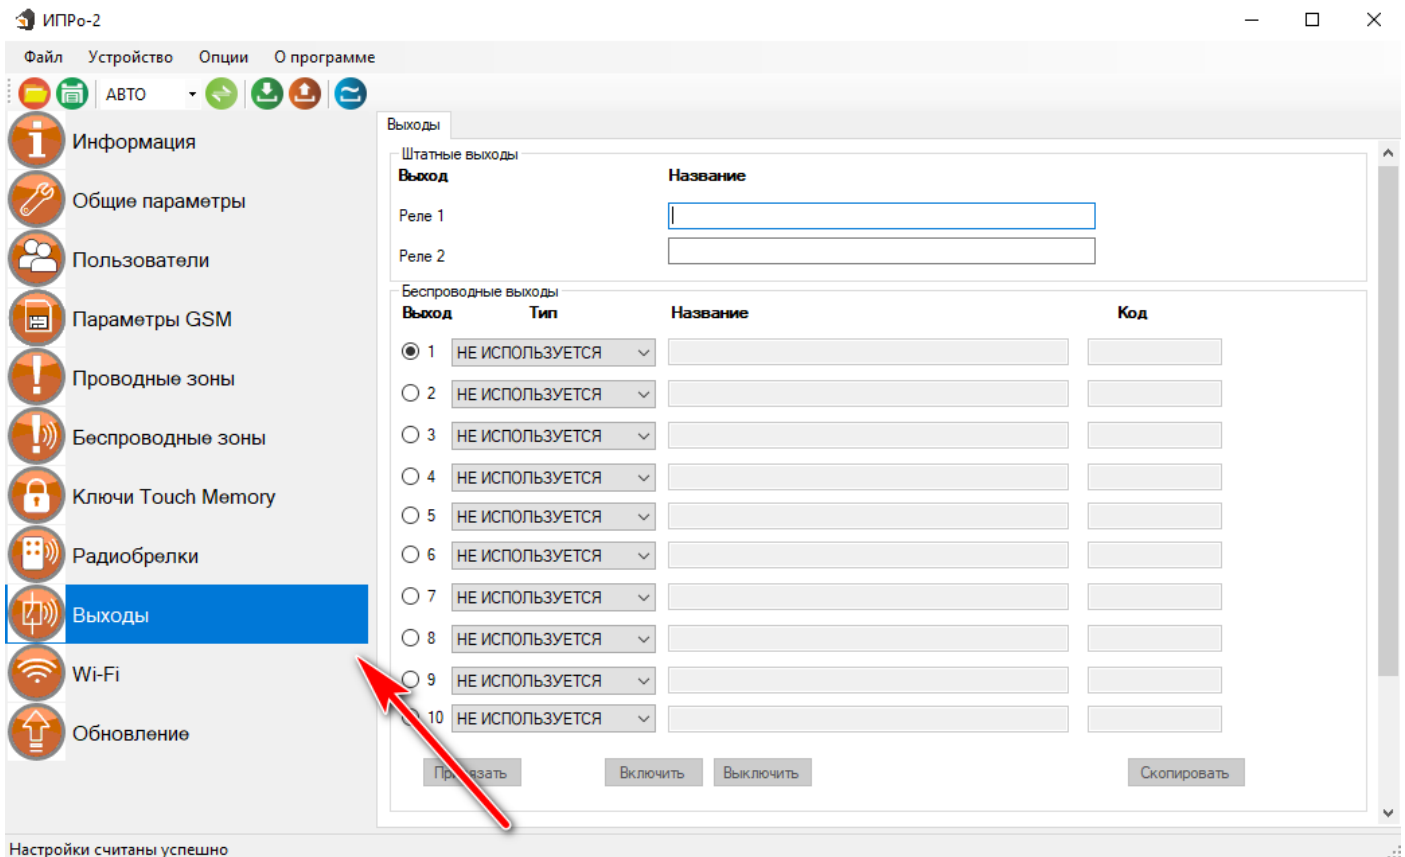 ИПРо-2
Файл Устройство Опции О программе
АВТО
Информация
Общие параметры
Пользователи
Параметры GSM
Проводные зоны
Беспроводные зоны
Ключи Touch Memory
Радиобрелки
Выходы
Wi-Fi
Обновление
Выходы
Штатные выходы
Выход Название
Реле 1
Реле 2
Беспроводные выходы
Выход Тип Название Код
1 НЕ ИСПОЛЬЗУЕТСЯ
2 НЕ ИСПОЛЬЗУЕТСЯ
3 НЕ ИСПОЛЬЗУЕТСЯ
4 НЕ ИСПОЛЬЗУЕТСЯ
5 НЕ ИСПОЛЬЗУЕТСЯ
6 НЕ ИСПОЛЬЗУЕТСЯ
7 НЕ ИСПОЛЬЗУЕТСЯ
8 НЕ ИСПОЛЬЗУЕТСЯ
9 НЕ ИСПОЛЬЗУЕТСЯ
10 НЕ ИСПОЛЬЗУЕТСЯ
Привязать Включить Выключить Скопировать
Настройки считаны успешно